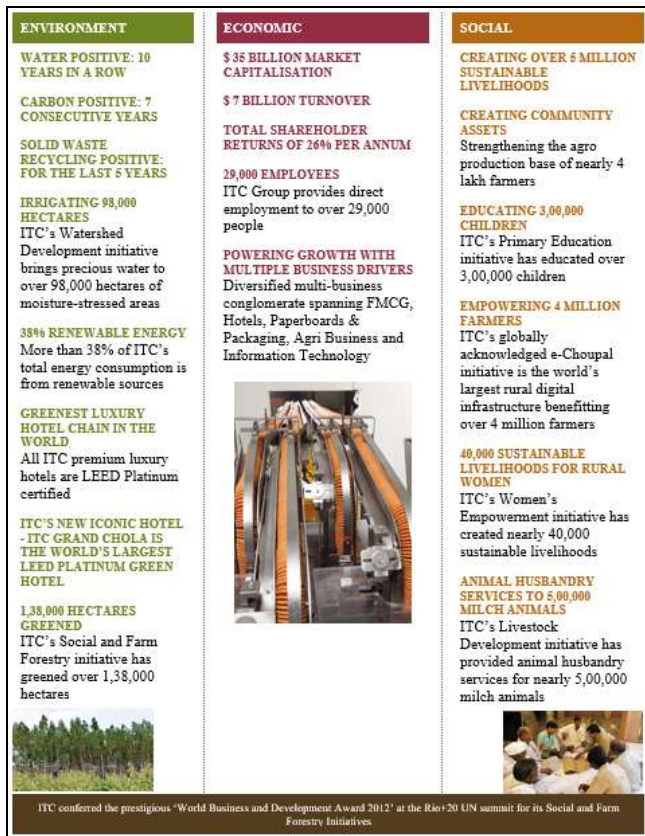 ENVIRONMENT
WATER POSITIVE: 10
YEARS IN A ROW
CARBON POSITIVE: 7
CONSECUTIVE YEARS
SOLID WASTE
RECYCLING POSITIVE:
FOR THE LAST 5 YEARS
IRRIGATING 98,000
HECTARES
ITC's Watershed
Development initiative
brings precious water to
over 98,000 hectares of
moisture-stressed areas
38% RENEWABLE ENERGY
More than 38% of ITC's
total energy consumption is
from renewable sources
GREENEST LUXURY
HOTEL CHAIN IN THE
WORLD
All ITC premium luxury
hotels are LEED Platinum
certified
ITC'S NEW ICONIC HOTEL
- ITC GRAND CHOLA IS
THE WORLD'S LARGEST
LEED PLATINUM GREEN
HOTEL
1,38,000 HECTARES
GREENED
ITC's Social and Farm
Forestry initiative has
greened over 1,38,000
hectares
ECONOMIC
$ 35 BILLION MARKET
CAPITALISATION
$ 7 BILLION TURNOVER
TOTAL SHAREHOLDER
RETURNS OF 26% PER ANNUM
29,000 EMPLOYEES
ITC Group provides direct
employment to over 29,000
people
POWERING GROWTH WITH
MULTIPLE BUSINESS DRIVERS
Diversified multi-business
conglomerate spanning FMCG,
Hotels, Paperboards &
Packaging, Agri Business and
Information Technology
SOCIAL
CREATING OVER 5 MILLION
SUSTAINABLE
LIVELIHOODS
CREATING COMMUNITY
ASSETS
Strengthening the agro
production base of nearly 4
lakh farmers
EDUCATING 3,00,000
CHILDREN
ITC's Primary Education
initiative has educated over
3,00,000 children
EMPOWERING 4 MILLION
FARMERS
ITC's globally
acknowledged e-Choupal
initiative is the world's
largest rural digital
infrastructure benefitting
over 4 million farmers
40,000 SUSTAINABLE
LIVELIHOODS FOR RURAL
WOMEN
ITC's Women's
Empowerment initiative has
created nearly 40,000
sustainable livelihoods
ANIMAL HUSBANDRY
SERVICES TO 5,00,000
MILCH ANIMALS
ITC's Livestock
Development initiative has
provided animal husbandry
services for nearly 5,00,000
milch animals
ITC conferred the prestigious 'World Business and Development Award 2012' at the Rio+20 UN summit for its Social and Farm
Forestry Initiatives